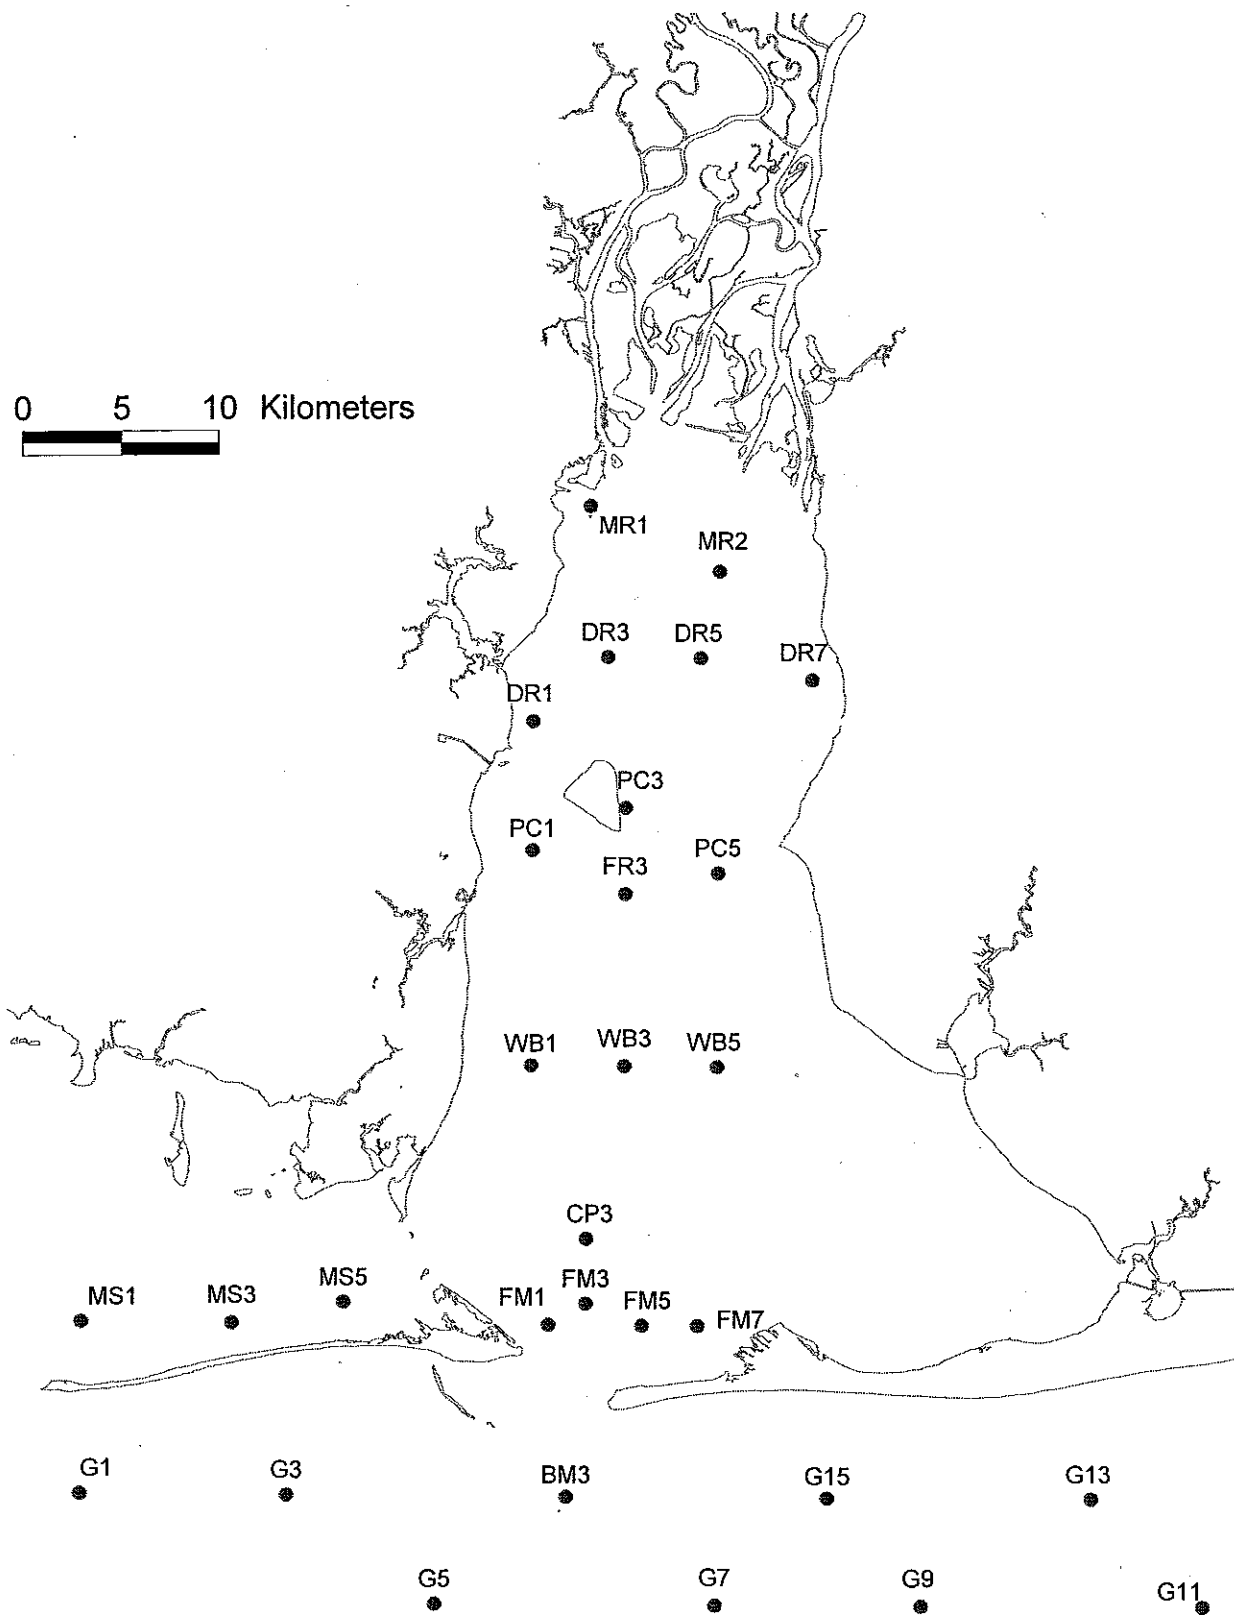 0 5 10 Kilometers
MR1
MR2
DR3 DR5
DR7
DR1
PC3
PC1
PC5
FR3
WB1 WB3 WB5
CP3
MS5 FM3
MS1 MS3 FM1 FM5 FM7
G1 G3 BM3 G15 G13
G5 G7 G9 G11